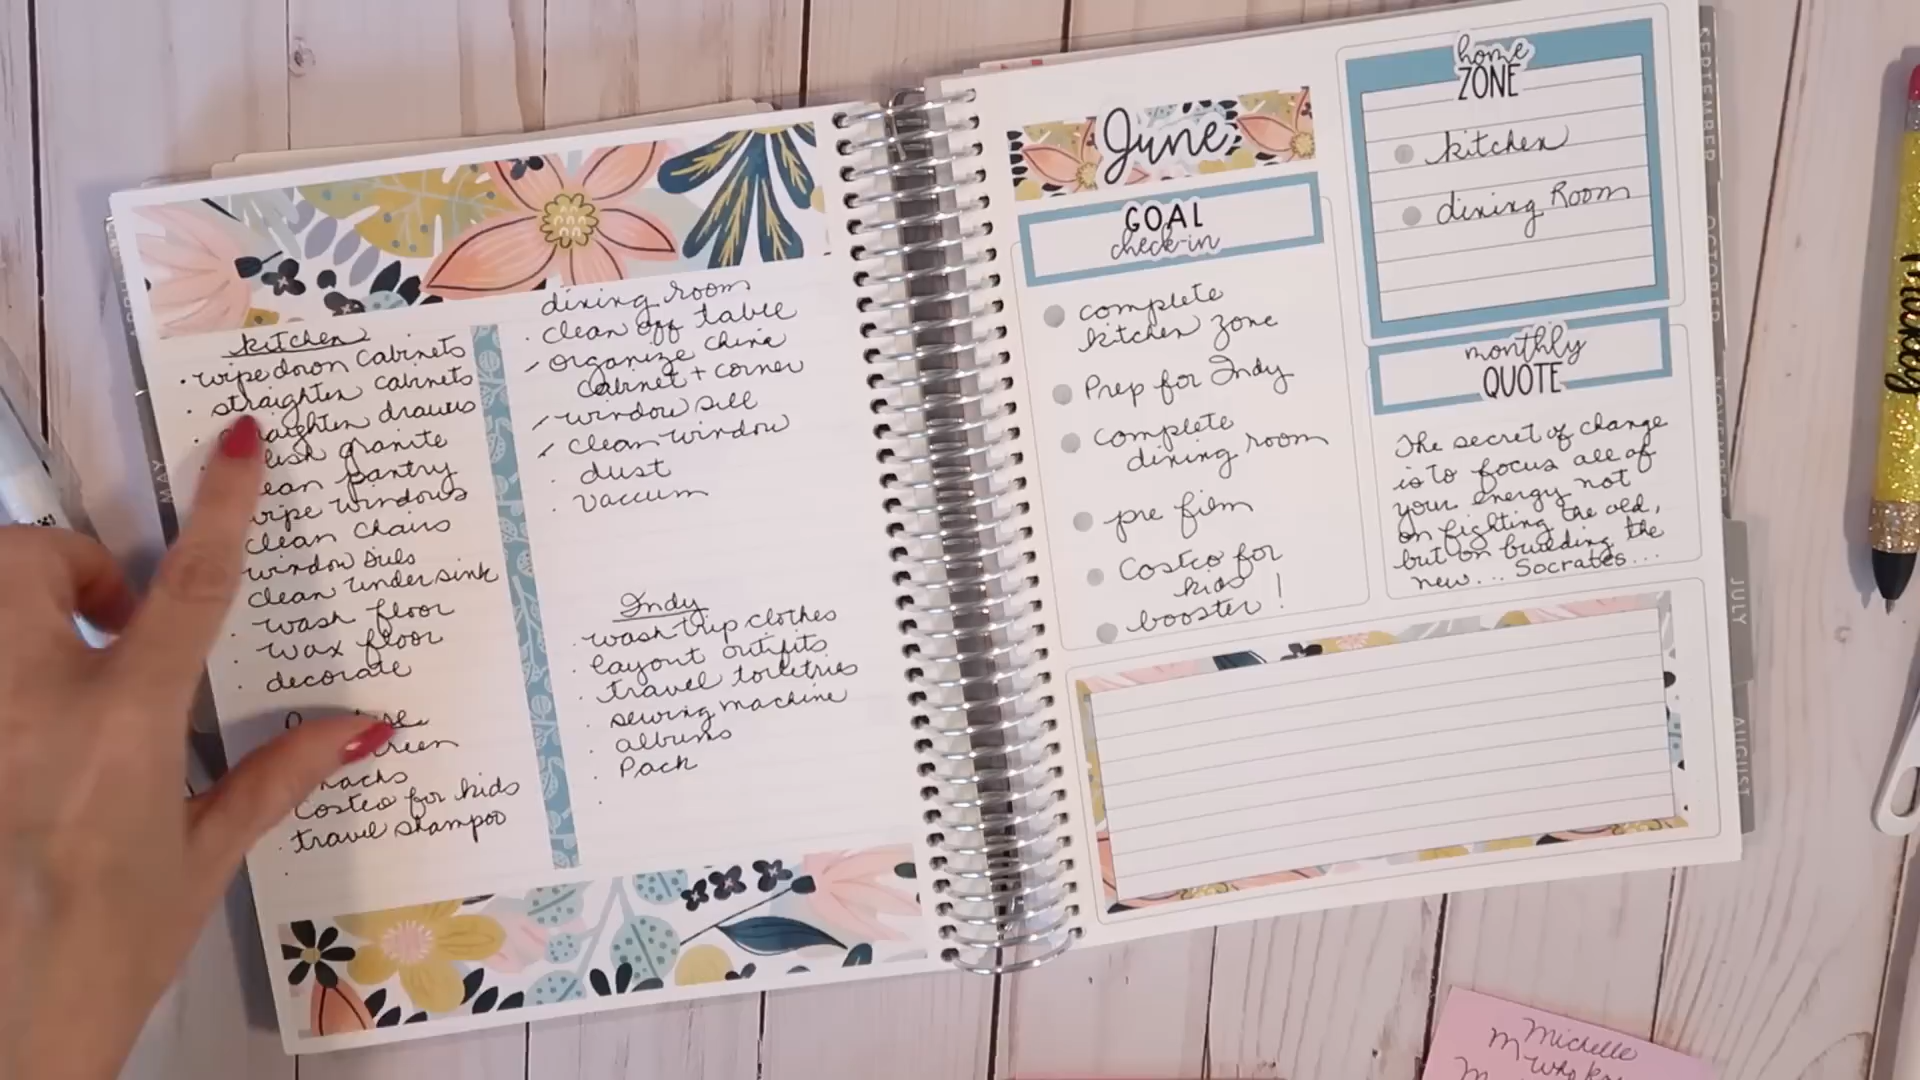 kitchen
· wipe down cabinets
· straighten cabinets
· straighten drawers
granite
pantry
wipe windows
clean chairs
window sills
clean under sink
· wash floor
· wax floor
· decorate
Costco for kids
· travel shampoo
dining room
· clean off table
- organize china
cabinet + corner
- window sill
- clean window
· dust
· vaccum
Indy
· wash trip clothes
· layout outifits
· travel toiletries
· sewing machine
· albums
· Pack
June
GOAL
check-in
complete
kitchen zone
Prep for Indy
complete
dining room
pre film
Costco for
kids
booster!
home
ZONE
kitchen
dining Room
monthly
QUOTE
The secret of change
is to focus all of
your energy not
on fighting the old,
but on building the
new... Socrates...
MAY
JULY
AUGUST
SEPTEMBER
OCTOBER
NOVEMBER
Michelle